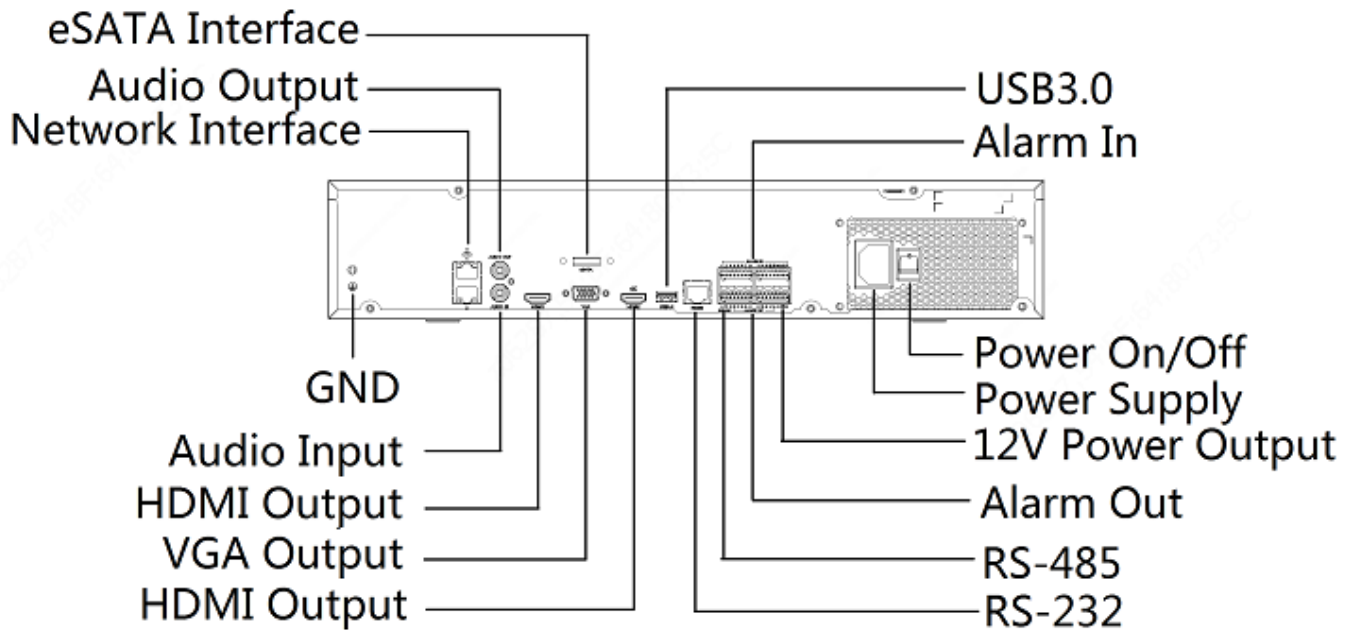 eSATA Interface
Audio Output
Network Interface
USB3.0
Alarm In
GND
Audio Input
HDMI Output
VGA Output
HDMI Output
Power On/Off
Power Supply
12V Power Output
Alarm Out
RS-485
RS-232